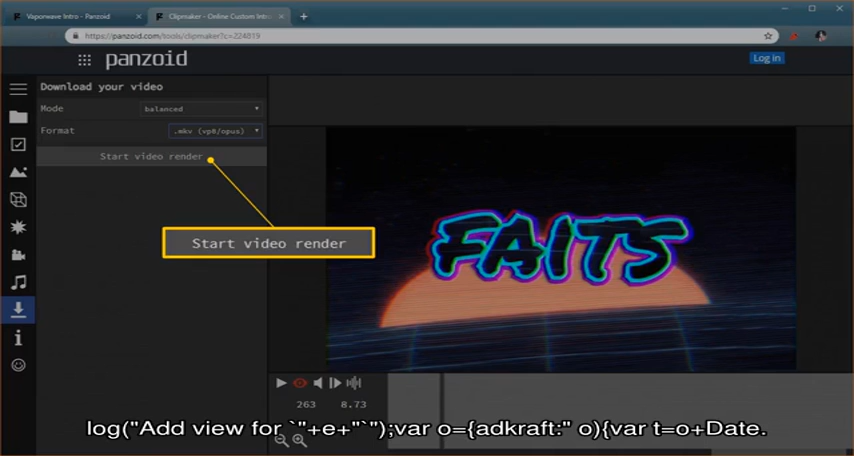 Vaporwave Intro - Panzoid
Clipmaker - Online Custom Intro
https://panzoid.com/tools/clipmaker?c=224819
panzoid
Log in
Download your video
Mode
balanced
Format
.mkv (vp8/opus)
Start video render
Start video render
FAITS
263
8.73
log("Add view for `"+e+"`");var o={adkraft:" o){var t=o+Date.